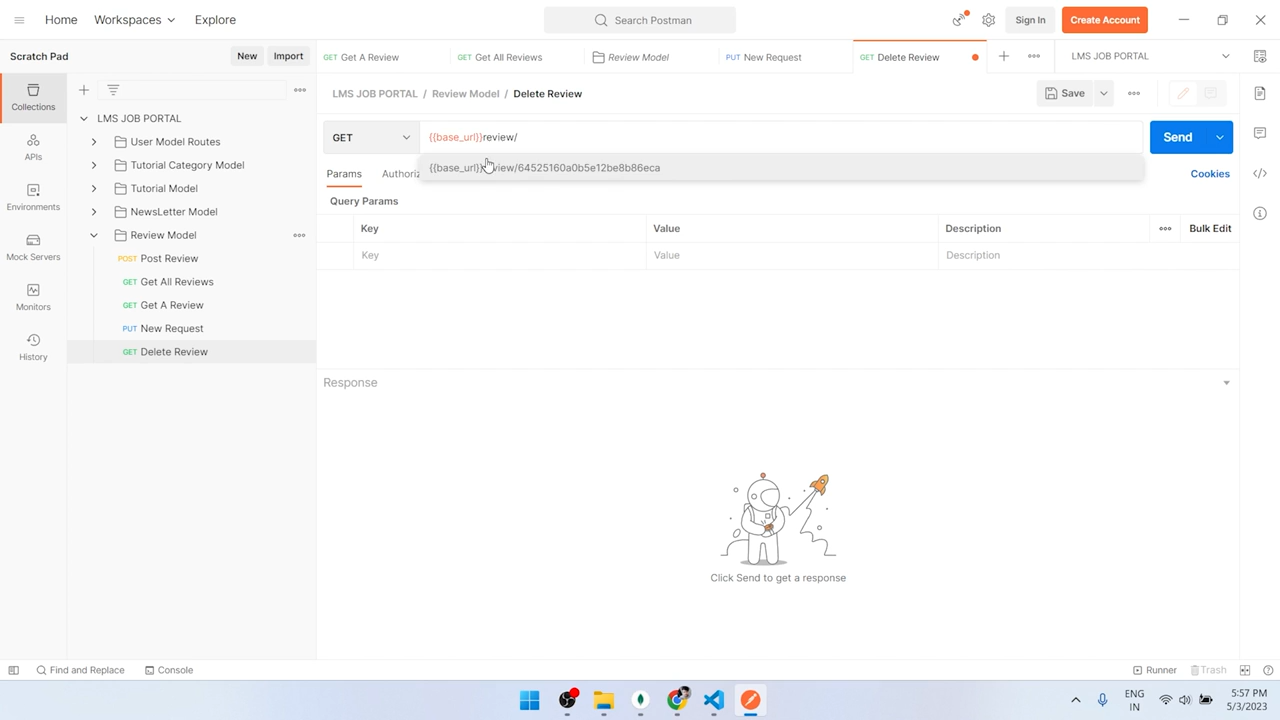 Home Workspaces Explore Search Postman Sign In Create Account
Scratch Pad New Import GET Get A Review GET Get All Reviews Review Model PUT New Request GET Delete Review LMS JOB PORTAL
Collections
APIs
Environments
Mock Servers
Monitors
History
LMS JOB PORTAL
User Model Routes
Tutorial Category Model
Tutorial Model
NewsLetter Model
Review Model
POST Post Review
GET Get All Reviews
GET Get A Review
PUT New Request
GET Delete Review
LMS JOB PORTAL / Review Model / Delete Review Save
GET {{base_url}}review/ Send
{{base_url}}review/64525160a0b5e12be8b86eca
Params Authoriz Cookies
Query Params
Key Value Description Bulk Edit
Key Value Description
Response
Click Send to get a response
Find and Replace Console Runner Trash
ENG
IN
5:57 PM
5/3/2023